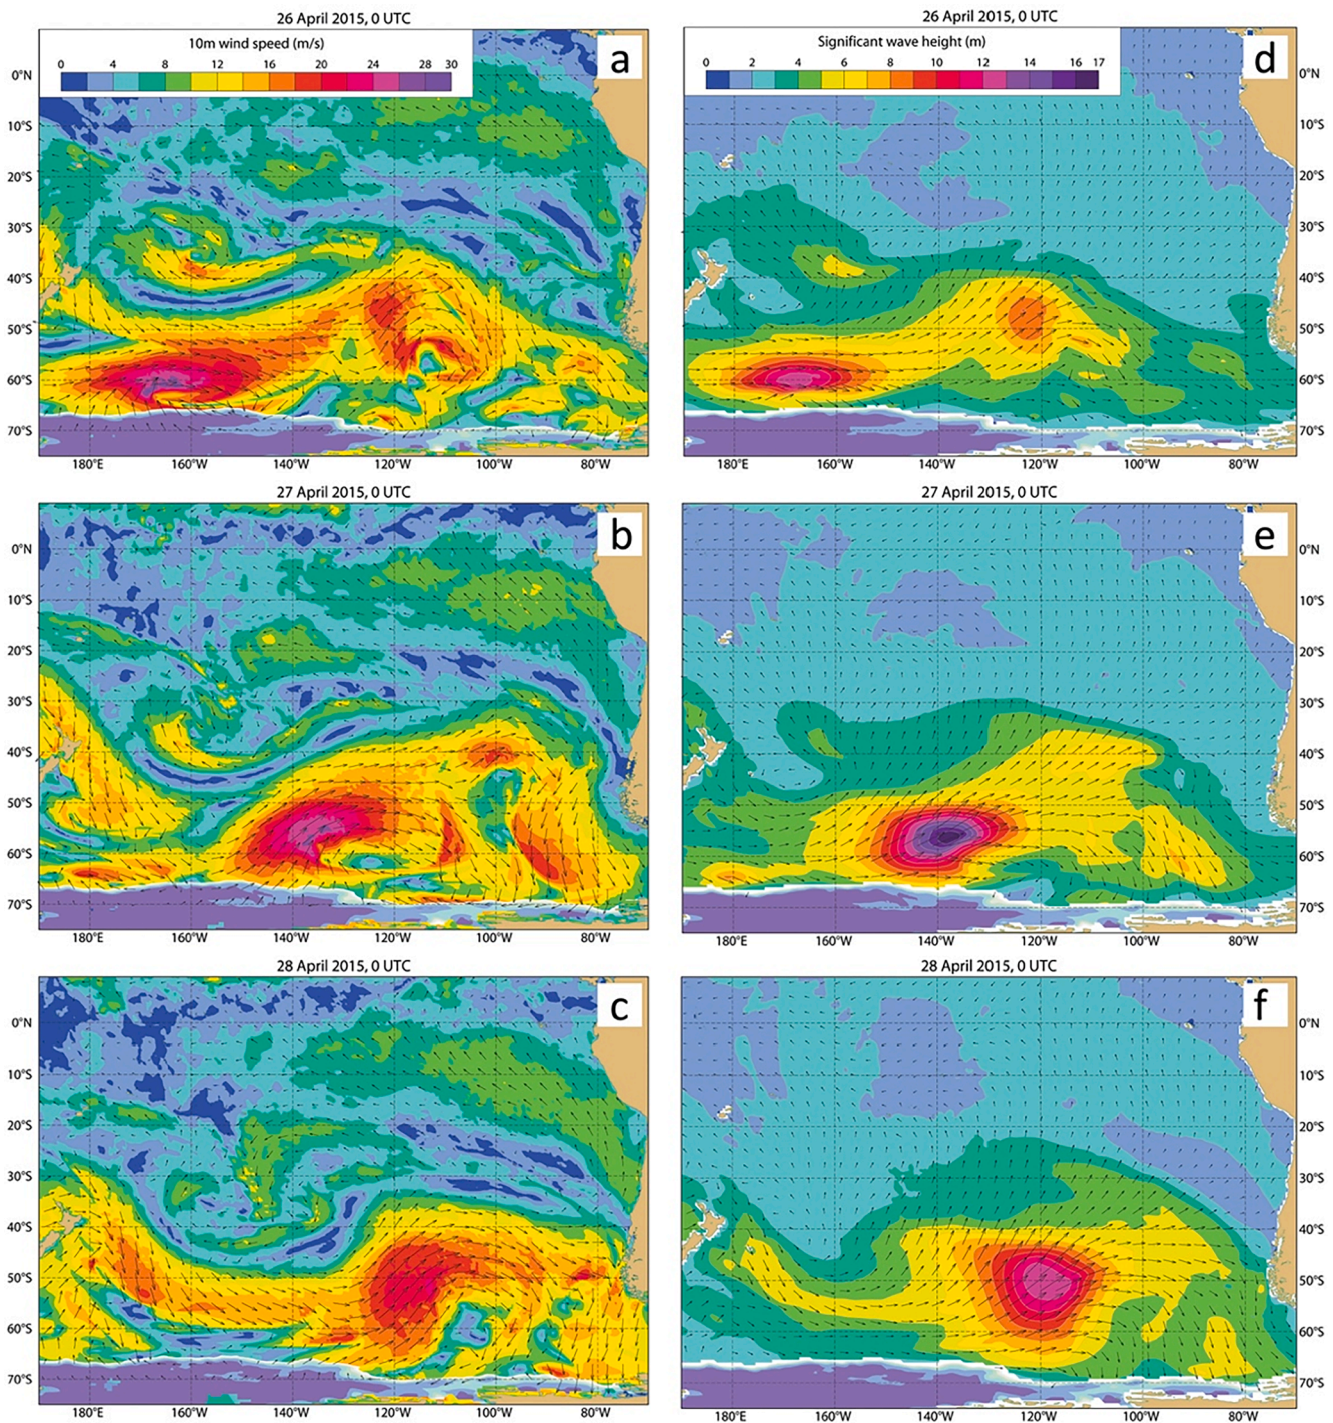 26 April 2015, 0 UTC
10m wind speed (m/s)
0 4 8 12 16 20 24 28 30
a
0°N
10°S
20°S
30°S
40°S
50°S
60°S
70°S
180°E 160°W 140°W 120°W 100°W 80°W
26 April 2015, 0 UTC
Significant wave height (m)
0 2 4 6 8 10 12 14 16 17
d
0°N
10°S
20°S
30°S
40°S
50°S
60°S
70°S
180°E 160°W 140°W 120°W 100°W 80°W
27 April 2015, 0 UTC
b
0°N
10°S
20°S
30°S
40°S
50°S
60°S
70°S
180°E 160°W 140°W 120°W 100°W 80°W
27 April 2015, 0 UTC
e
0°N
10°S
20°S
30°S
40°S
50°S
60°S
70°S
180°E 160°W 140°W 120°W 100°W 80°W
28 April 2015, 0 UTC
c
0°N
10°S
20°S
30°S
40°S
50°S
60°S
70°S
180°E 160°W 140°W 120°W 100°W 80°W
28 April 2015, 0 UTC
f
0°N
10°S
20°S
30°S
40°S
50°S
60°S
70°S
180°E 160°W 140°W 120°W 100°W 80°W